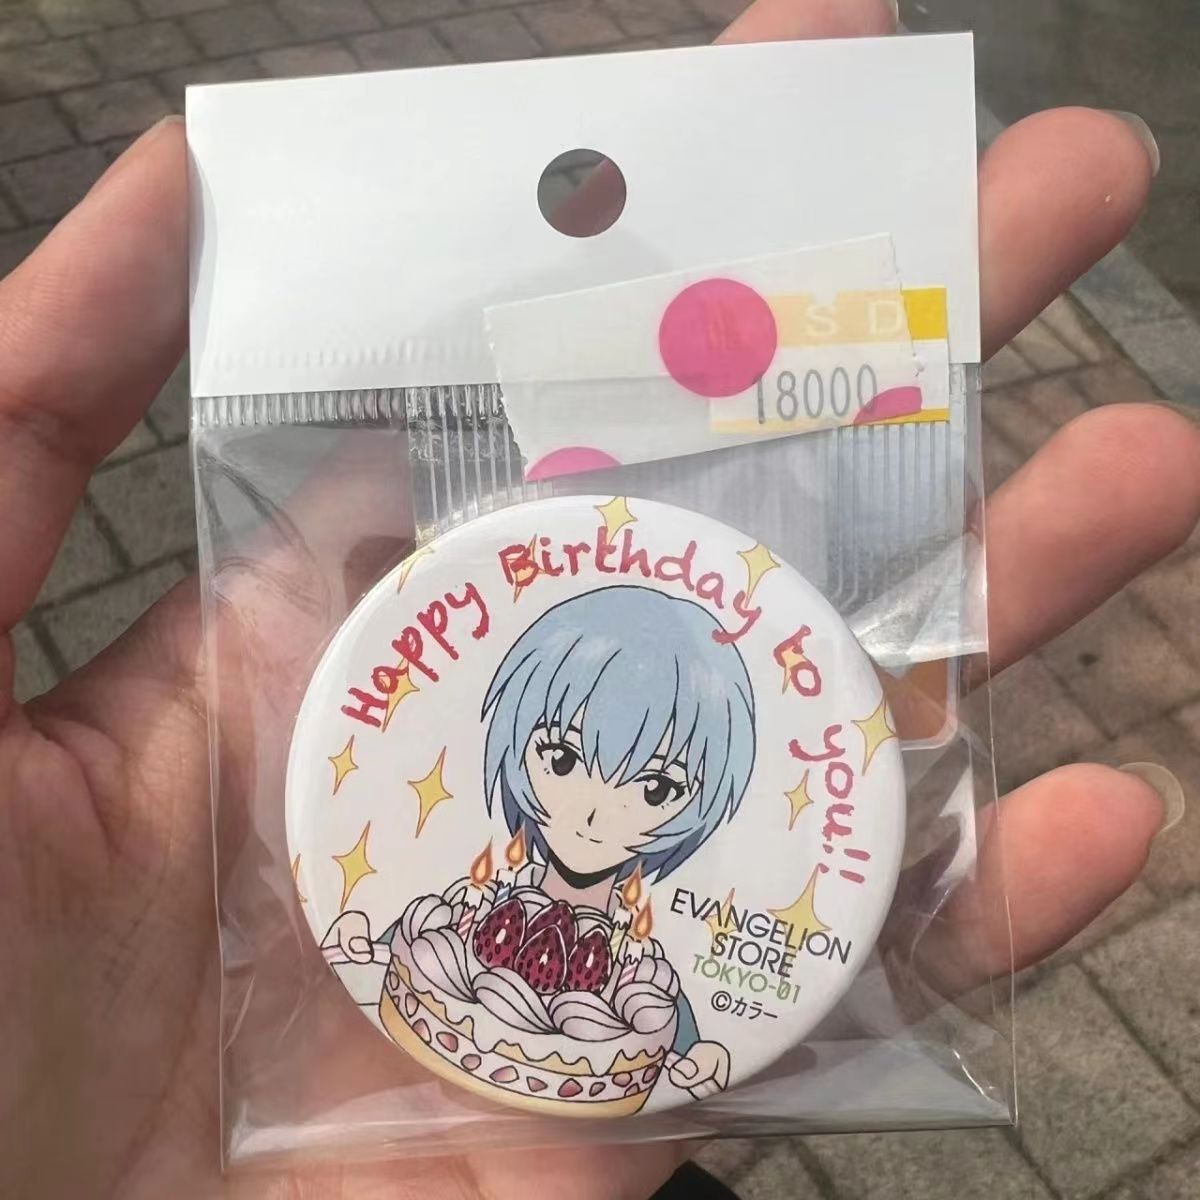 S D
18000
Happy Birthday to you!!
EVANGELION
STORE
TOKYO-01
©カラー